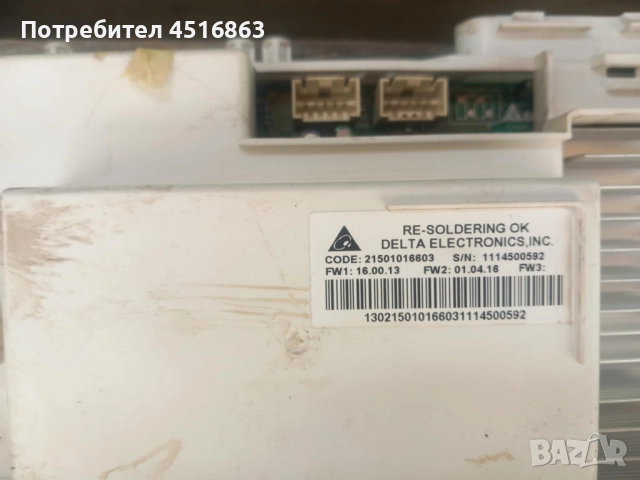 Потребител 4516863
RE-SOLDERING OK
DELTA ELECTRONICS,INC.
CODE: 21501016603 S/N: 1114500592
FW1: 16.00.13 FW2: 01.04.16 FW3:
130215010166031114500592
BAZAR